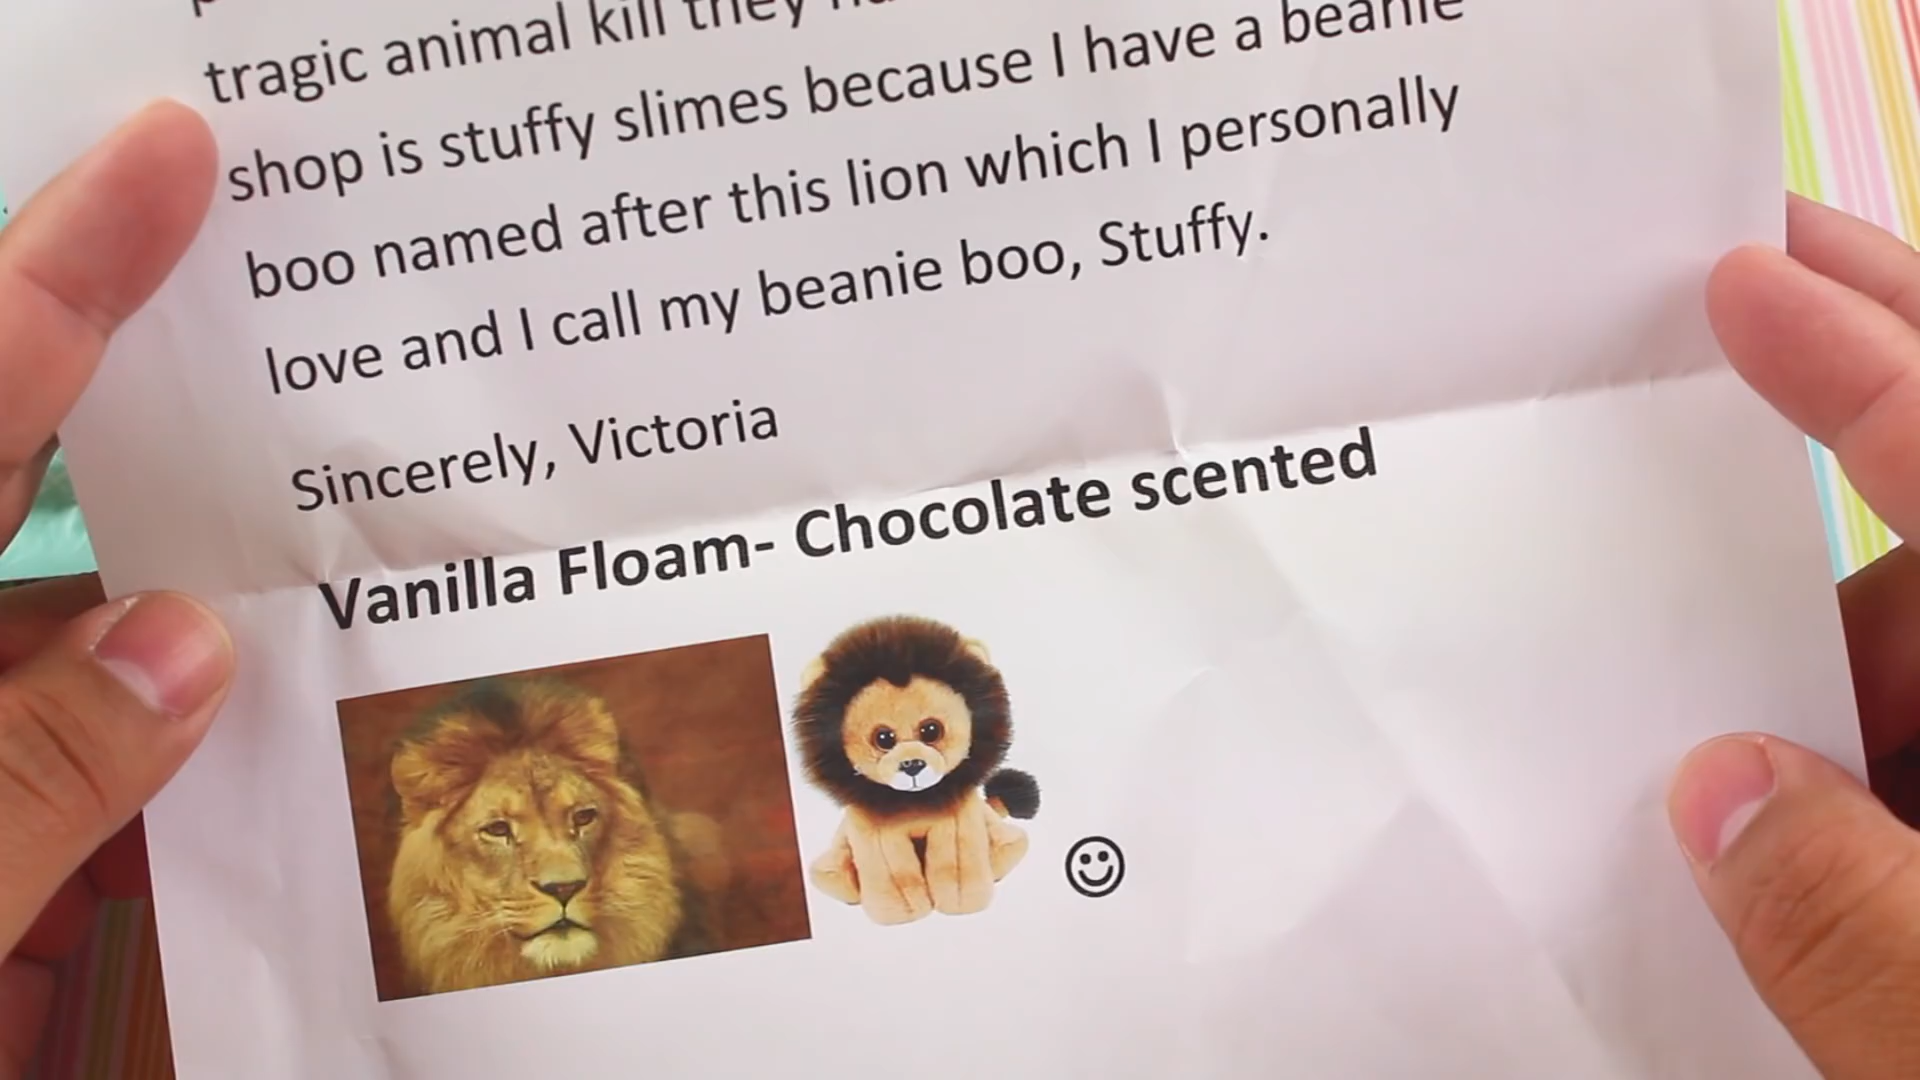 tragic animal kill they
shop is stuffy slimes because I have a beanie
boo named after this lion which I personally
love and I call my beanie boo, Stuffy.
Sincerely, Victoria
Vanilla Floam- Chocolate scented